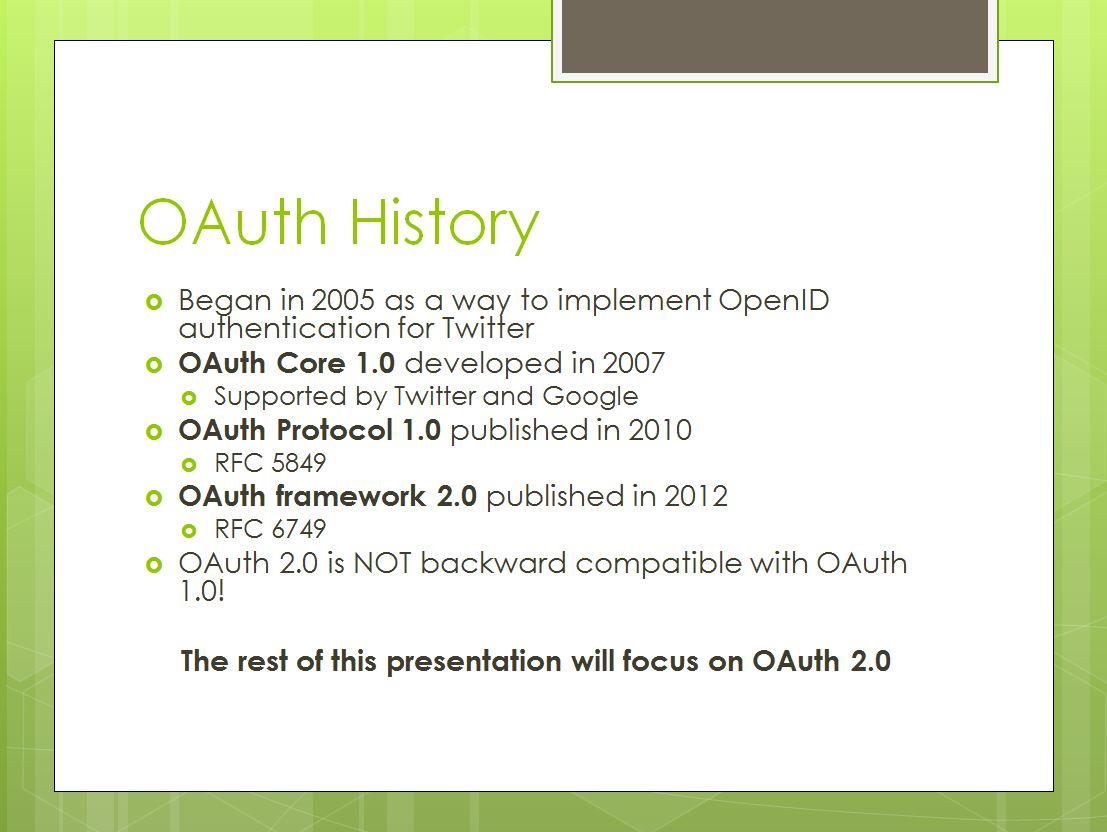 OAuth History
Began in 2005 as a way to implement OpenID
authentication for Twitter
OAuth Core 1.0 developed in 2007
Supported by Twitter and Google
OAuth Protocol 1.0 published in 2010
RFC 5849
OAuth framework 2.0 published in 2012
RFC 6749
OAuth 2.0 is NOT backward compatible with OAuth
1.0!
The rest of this presentation will focus on OAuth 2.0